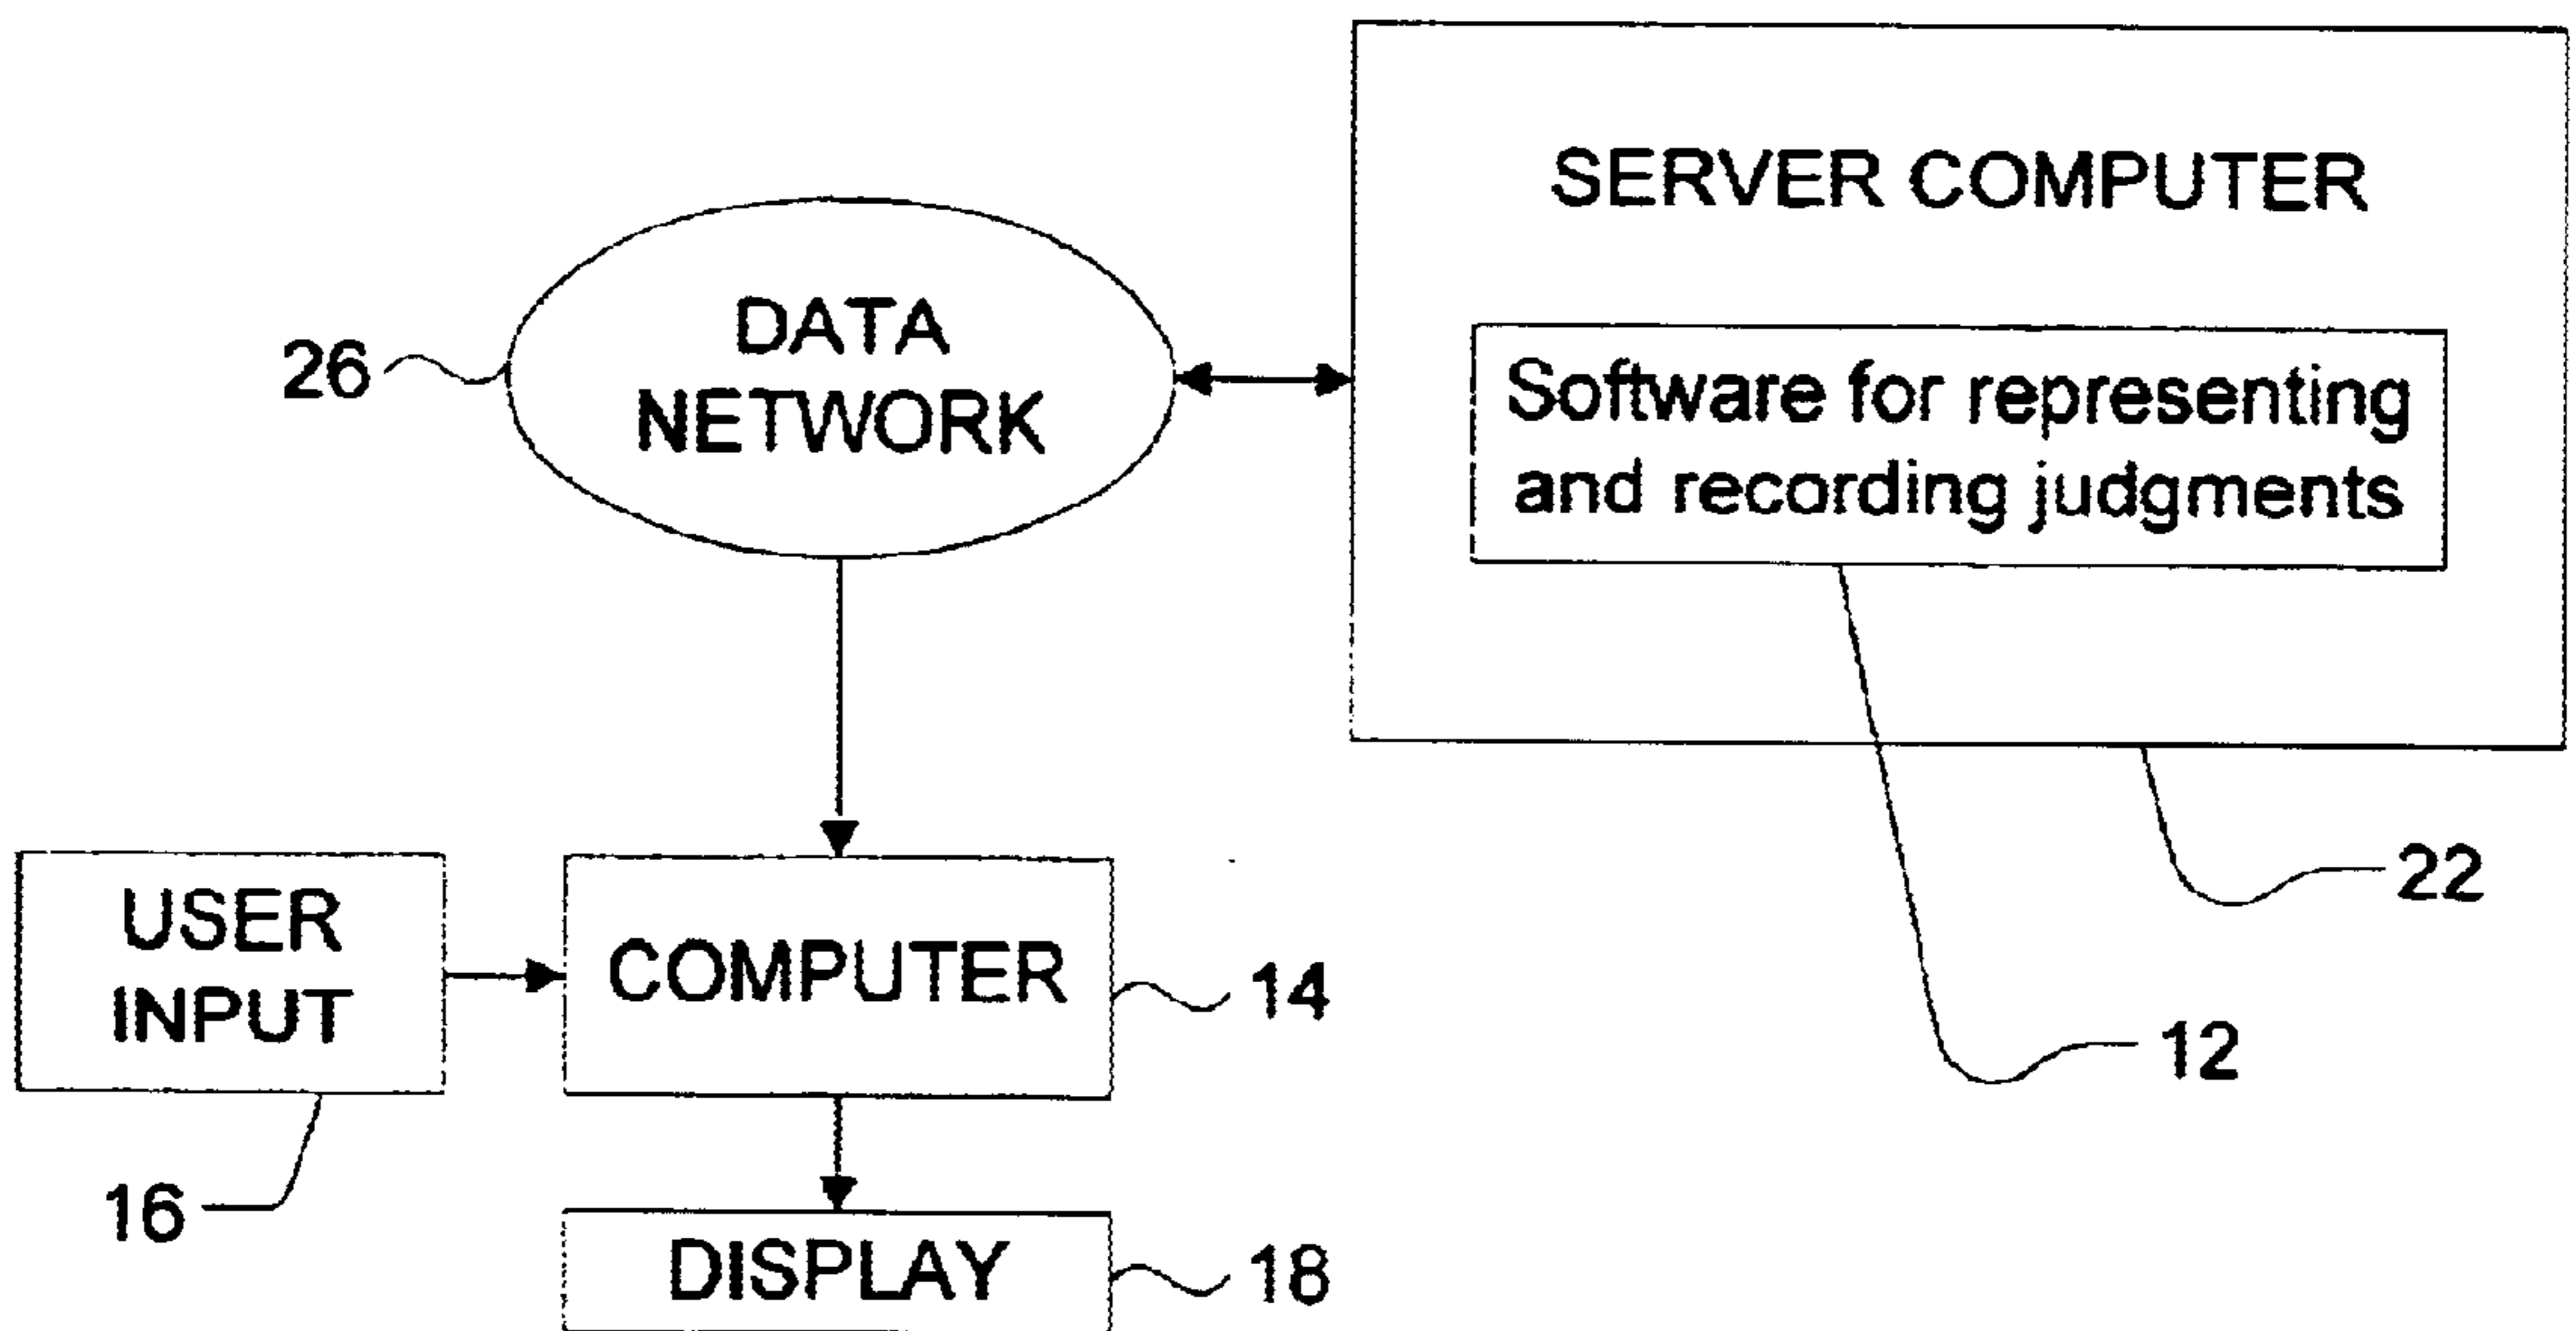 SERVER COMPUTER
Software for representing
and recording judgments
DATA
NETWORK
26
22
12
USER
INPUT
COMPUTER
14
16
DISPLAY
18